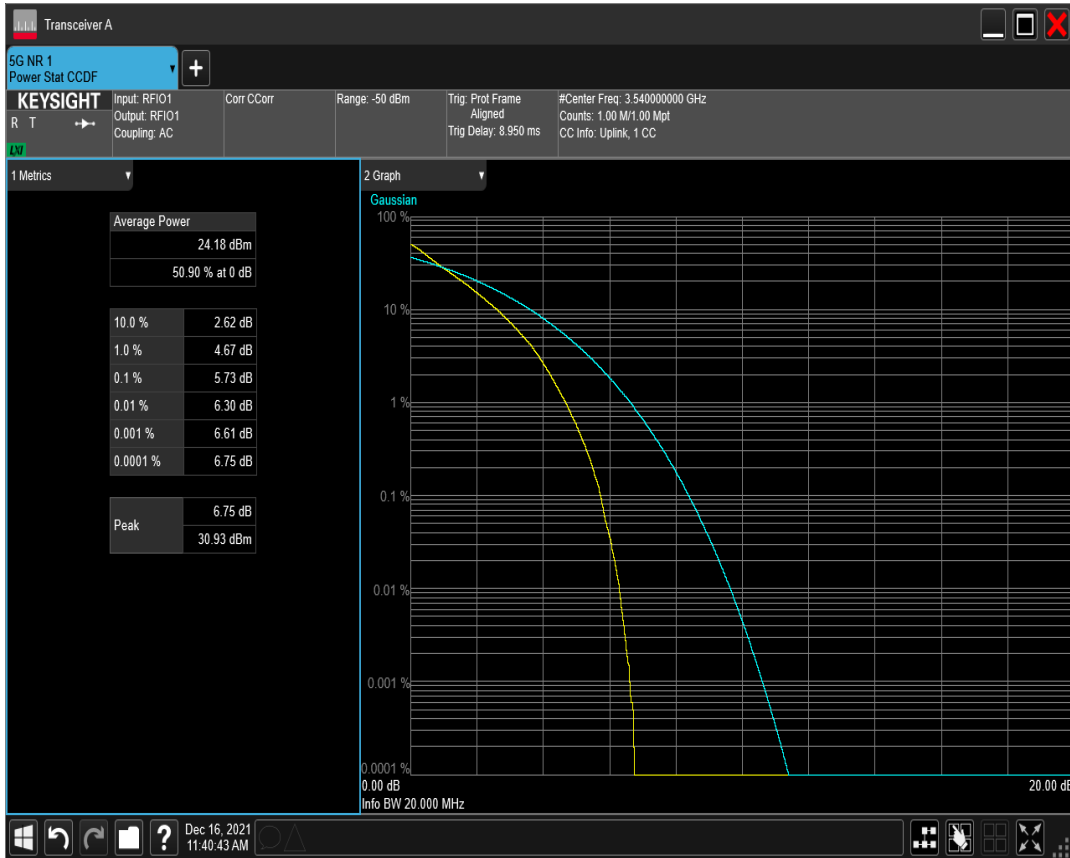 Transceiver A
5G NR 1
Power Stat CCDF
KEYSIGHT
R T
LXI
Input: RFIO1
Output: RFIO1
Coupling: AC
Corr CCorr
Range: -50 dBm
Trig: Prot Frame
Aligned
Trig Delay: 8.950 ms
#Center Freq: 3.540000000 GHz
Counts: 1.00 M/1.00 Mpt
CC Info: Uplink, 1 CC
1 Metrics
Average Power
24.18 dBm
50.90 % at 0 dB
10.0 % 2.62 dB
1.0 % 4.67 dB
0.1 % 5.73 dB
0.01 % 6.30 dB
0.001 % 6.61 dB
0.0001 % 6.75 dB
Peak
6.75 dB
30.93 dBm
2 Graph
Gaussian
100 %
10 %
1 %
0.1 %
0.01 %
0.001 %
0.0001 %
0.00 dB 20.00 dB
Info BW 20.000 MHz
?
Dec 16, 2021
11:40:43 AM